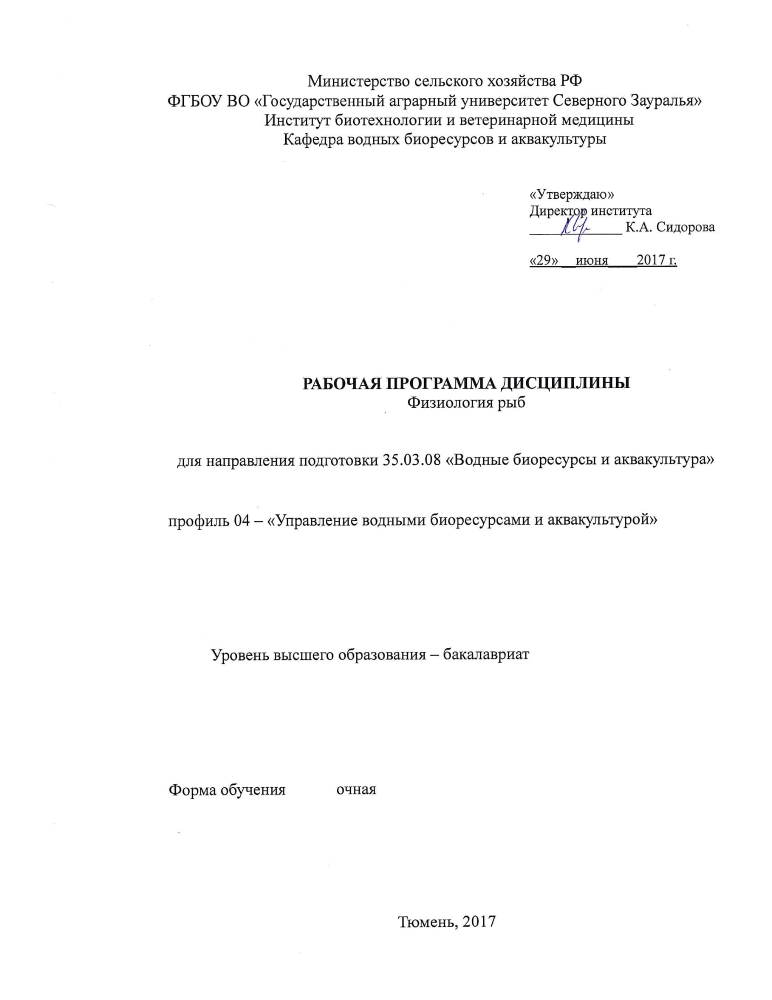 Министерство сельского хозяйства РФ
ФГБОУ ВО «Государственный аграрный университет Северного Зауралья»
Институт биотехнологии и ветеринарной медицины
Кафедра водных биоресурсов и аквакультуры
«Утверждаю»
Директор института
К.А. Сидорова
«29» июня 2017 г.
РАБОЧАЯ ПРОГРАММА ДИСЦИПЛИНЫ
Физиология рыб
для направления подготовки 35.03.08 «Водные биоресурсы и аквакультура»
профиль 04 – «Управление водными биоресурсами и аквакультурой»
Уровень высшего образования – бакалавриат
Форма обучения очная
Тюмень, 2017